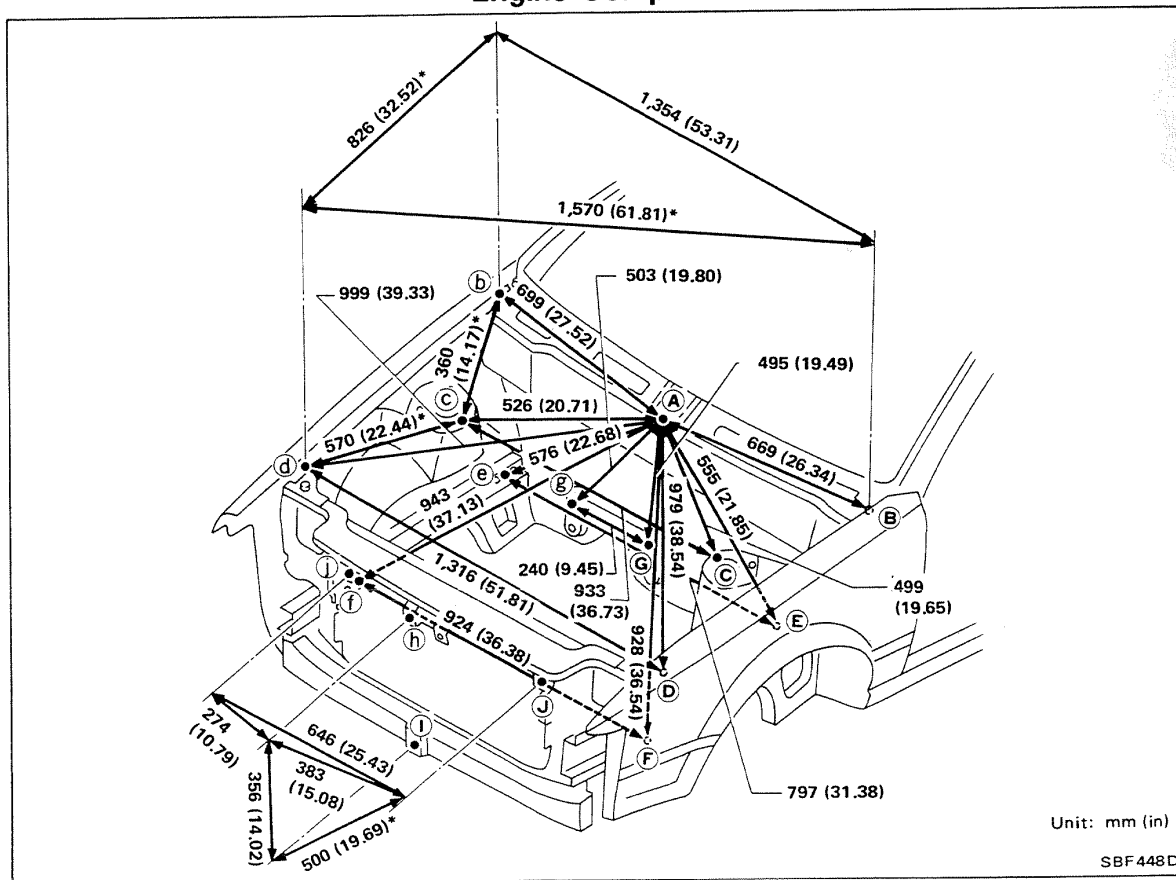 826 (32.52)*
1,354 (53.31)
1,570 (61.81)*
503 (19.80)
b
999 (39.33)
699 (27.52)
360
(14.17)*
495 (19.49)
C
A
526 (20.71)
570 (22.44)*
576 (22.68)
669 (26.34)
555 (21.85)
d
e
g
943
(37.13)
979 (38.54)
B
G
C
240 (9.45)
933
(36.73)
499
(19.65)
j
f
1,316 (51.81)
E
h
924 (36.38)
928 (36.54)
D
J
274
(10.79)
646 (25.43)
I
F
383
(15.08)
356 (14.02)
797 (31.38)
500 (19.69)*
Unit: mm (in)
SBF448D